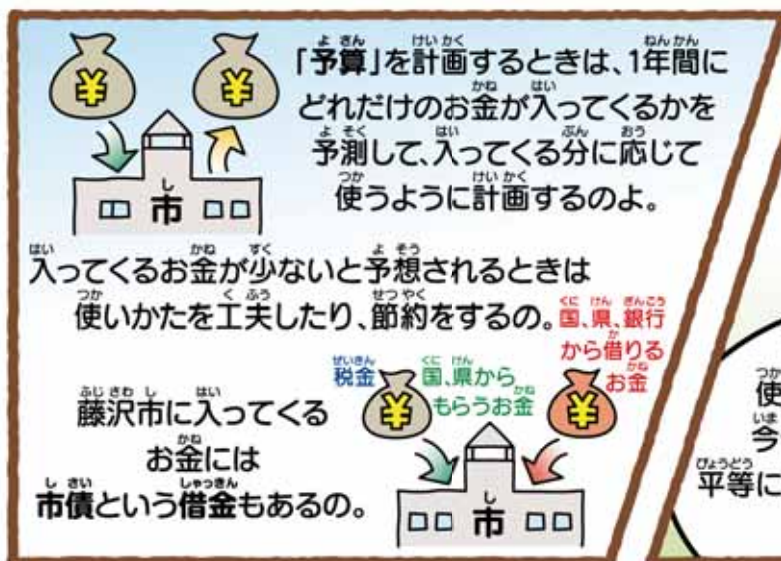 「予算」を計画するときは、1年間に
どれだけのお金が入ってくるかを
予測して、入ってくる分に応じて
使うように計画するのよ。
¥ ¥
市
入ってくるお金が少ないと予想されるときは
使いかたを工夫したり、節約をするの。
国、県、銀行
から借りる
お金
税金
国、県から
もらうお金
¥ ¥
市
藤沢市に入ってくる
お金には
市債という借金もあるの。
使
今
平等に